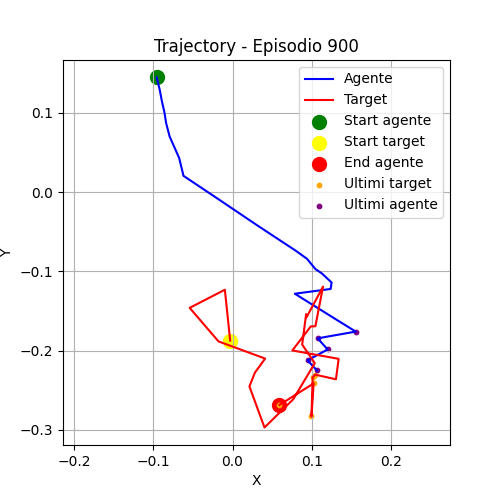 Trajectory - Episodio 900
Agente
Target
Start agente
Start target
End agente
Ultimi target
Ultimi agente
0.1
0.0
−0.1
−0.2
−0.3
Y
−0.2
−0.1
0.0
0.1
0.2
X